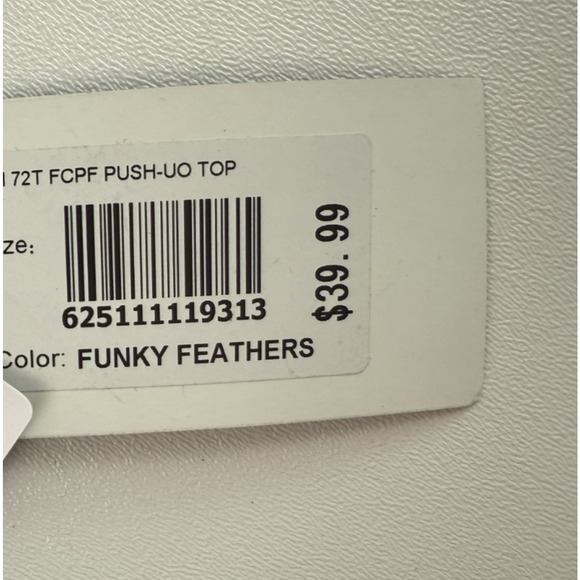 72T FCPF PUSH-UO TOP
ze:
625111119313
$39.99
Color: FUNKY FEATHERS